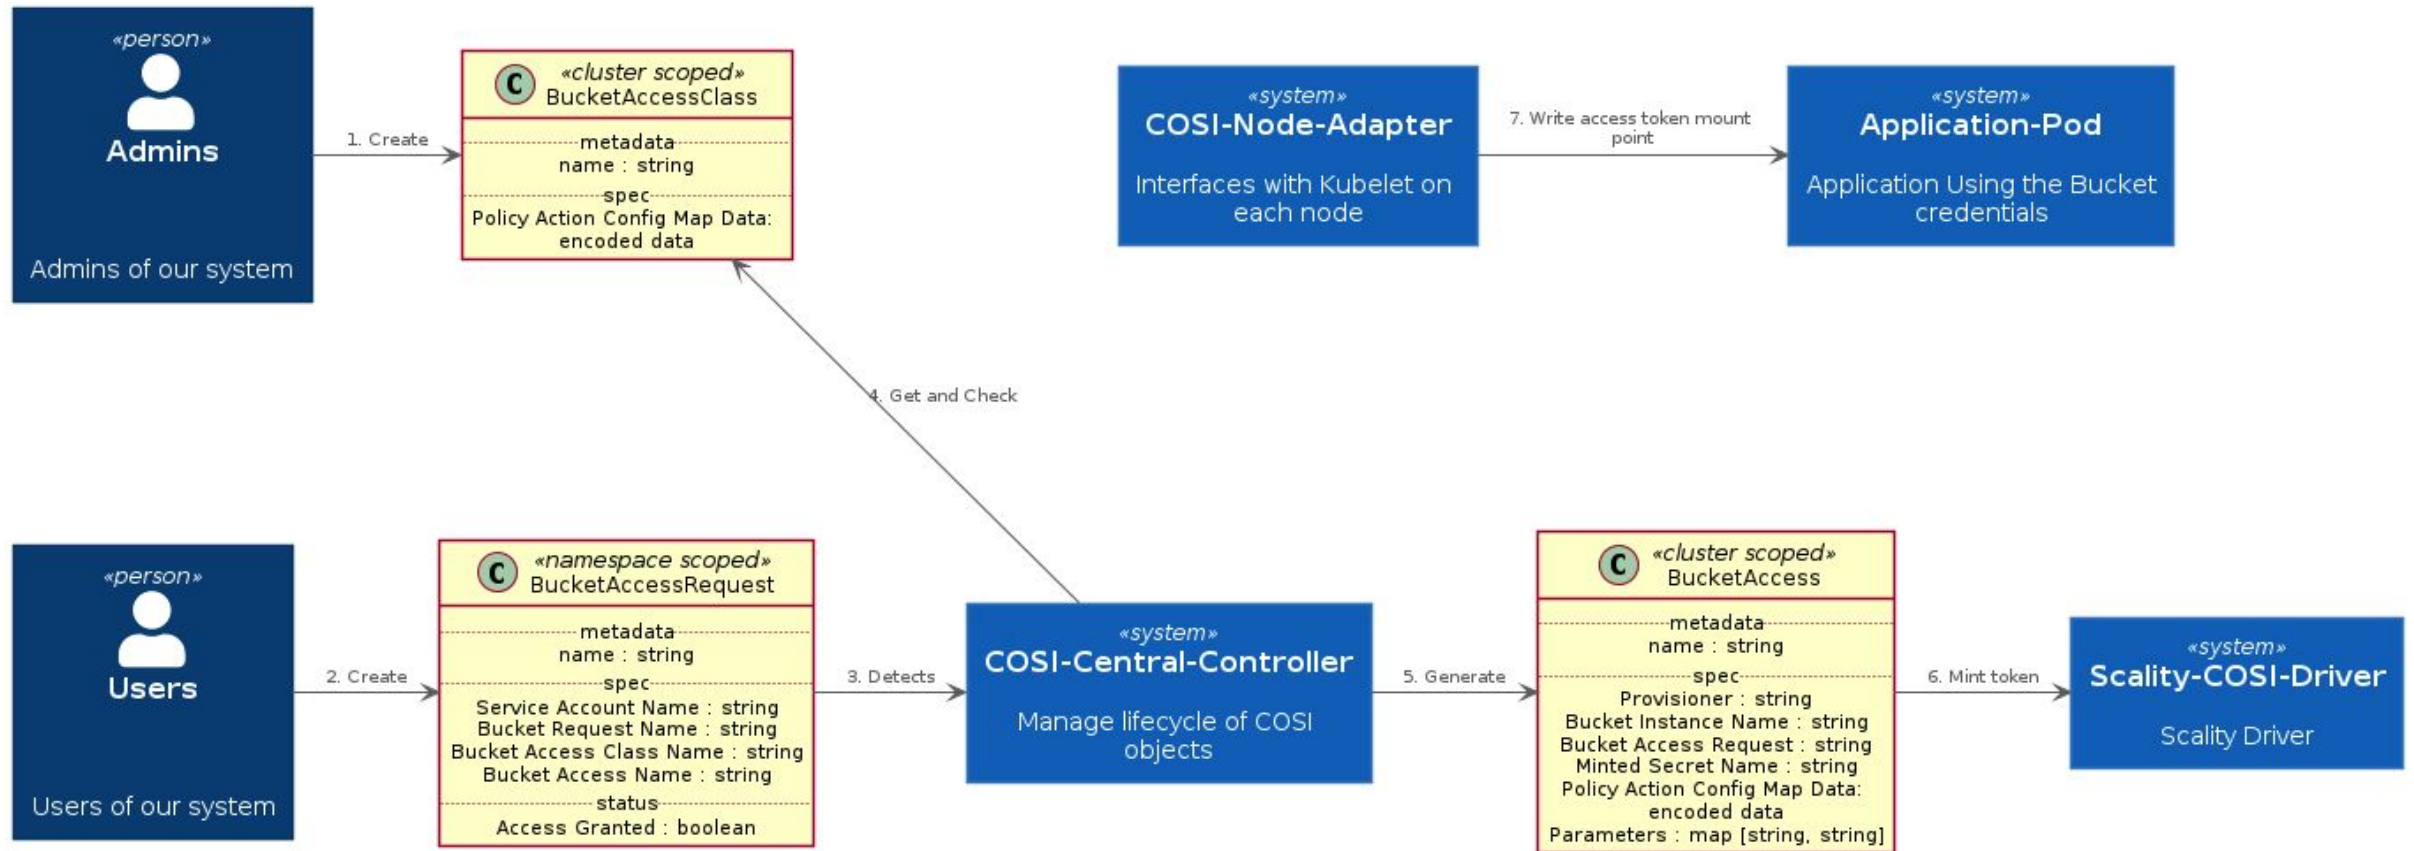 «person»
Admins
Admins of our system
1. Create
C
«cluster scoped»
BucketAccessClass
metadata
name : string
spec
Policy Action Config Map Data:
encoded data
«system»
COSI-Node-Adapter
Interfaces with Kubelet on
each node
7. Write access token mount
point
«system»
Application-Pod
Application Using the Bucket
credentials
4. Get and Check
«person»
Users
Users of our system
2. Create
C
«namespace scoped»
BucketAccessRequest
metadata
name : string
spec
Service Account Name : string
Bucket Request Name : string
Bucket Access Class Name : string
Bucket Access Name : string
status
Access Granted : boolean
3. Detects
«system»
COSI-Central-Controller
Manage lifecycle of COSI
objects
5. Generate
C
«cluster scoped»
BucketAccess
metadata
name : string
spec
Provisioner : string
Bucket Instance Name : string
Bucket Access Request : string
Minted Secret Name : string
Policy Action Config Map Data:
encoded data
Parameters : map [string, string]
6. Mint token
«system»
Scality-COSI-Driver
Scality Driver